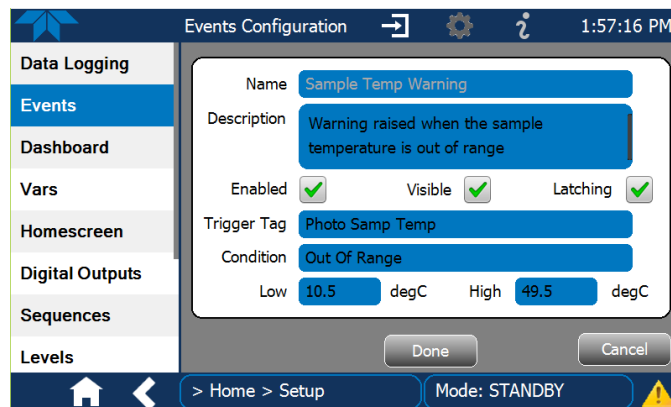 Events Configuration 1:57:16 PM
Data Logging
Events
Dashboard
Vars
Homescreen
Digital Outputs
Sequences
Levels
Name Sample Temp Warning
Description Warning raised when the sample
temperature is out of range
Enabled Visible Latching
Trigger Tag Photo Samp Temp
Condition Out Of Range
Low 10.5 degC High 49.5 degC
Done Cancel
> Home > Setup Mode: STANDBY